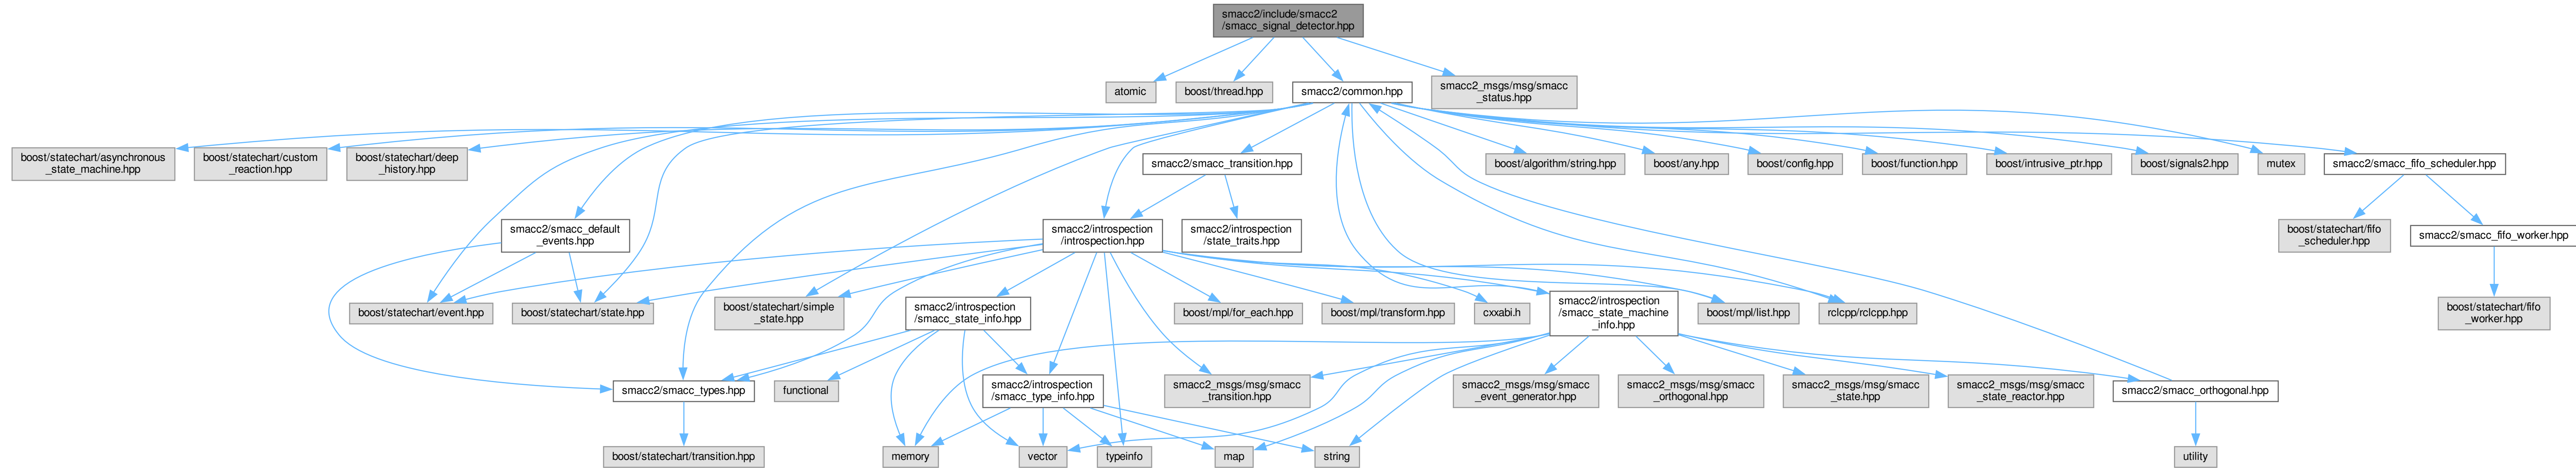 smacc2/include/smacc2
/smacc_signal_detector.hpp
atomic
boost/thread.hpp
smacc2/common.hpp
smacc2_msgs/msg/smacc
_status.hpp
boost/statechart/asynchronous
_state_machine.hpp
boost/statechart/custom
_reaction.hpp
boost/statechart/deep
_history.hpp
smacc2/smacc_transition.hpp
boost/algorithm/string.hpp
boost/any.hpp
boost/config.hpp
boost/function.hpp
boost/intrusive_ptr.hpp
boost/signals2.hpp
mutex
smacc2/smacc_fifo_scheduler.hpp
smacc2/smacc_default
_events.hpp
smacc2/introspection
/introspection.hpp
smacc2/introspection
/state_traits.hpp
boost/statechart/fifo
_scheduler.hpp
smacc2/smacc_fifo_worker.hpp
boost/statechart/event.hpp
boost/statechart/state.hpp
boost/statechart/simple
_state.hpp
smacc2/introspection
/smacc_state_info.hpp
boost/mpl/for_each.hpp
boost/mpl/transform.hpp
cxxabi.h
smacc2/introspection
/smacc_state_machine
_info.hpp
boost/mpl/list.hpp
rclcpp/rclcpp.hpp
boost/statechart/fifo
_worker.hpp
smacc2/smacc_types.hpp
functional
smacc2/introspection
/smacc_type_info.hpp
smacc2_msgs/msg/smacc
_transition.hpp
smacc2_msgs/msg/smacc
_event_generator.hpp
smacc2_msgs/msg/smacc
_orthogonal.hpp
smacc2_msgs/msg/smacc
_state.hpp
smacc2_msgs/msg/smacc
_state_reactor.hpp
smacc2/smacc_orthogonal.hpp
boost/statechart/transition.hpp
memory
vector
typeinfo
map
string
utility